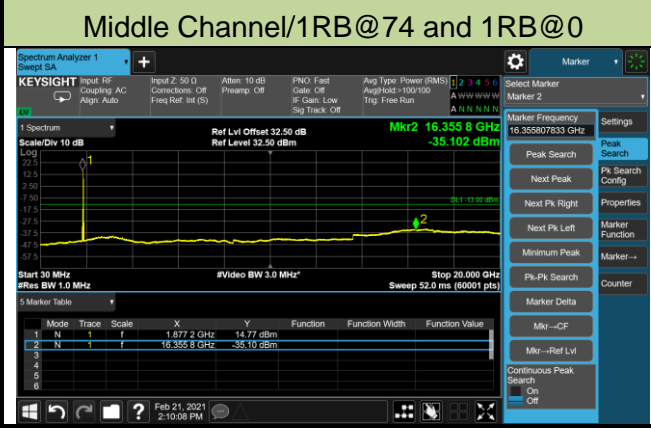 Middle Channel/1RB@74 and 1RB@0
Spectrum Analyzer 1
Swept SA
+
Marker
KEYSIGHT
Input: RF
Coupling: AC
Align: Auto
Input Z: 50 Ω
Corrections: Off
Freq Ref: Int (S)
Atten: 10 dB
Preamp: Off
PNO: Fast
Gate: Off
IF Gain: Low
Sig Track: Off
Avg Type: Power (RMS)
Avg|Hold:>100/100
Trig: Free Run
1 2 3 4 5 6
A W W W W W
A N N N N N
Select Marker
Marker 2
1 Spectrum
Scale/Div 10 dB
Log
Ref Lvl Offset 32.50 dB
Ref Level 32.50 dBm
Mkr2 16.355 8 GHz
-35.102 dBm
22.5
12.5
2.50
-7.50
-17.5
-27.5
-37.5
-47.5
-57.5
1
2
DL1 -13.00 dBm
Start 30 MHz
#Res BW 1.0 MHz
#Video BW 3.0 MHz*
Stop 20.000 GHz
Sweep 52.0 ms (60001 pts)
5 Marker Table
Mode Trace Scale X Y Function Function Width Function Value
1 N 1 f 1.877 2 GHz 14.77 dBm
2 N 1 f 16.355 8 GHz -35.10 dBm
3
4
5
6
Marker Frequency
16.355807833 GHz
Peak Search
Next Peak
Next Pk Right
Next Pk Left
Minimum Peak
Pk-Pk Search
Marker Delta
Mkr→CF
Mkr→Ref Lvl
Continuous Peak
Search
On
Off
Settings
Peak
Search
Pk Search
Config
Properties
Marker
Function
Marker→
Counter
?
Feb 21, 2021
2:10:08 PM